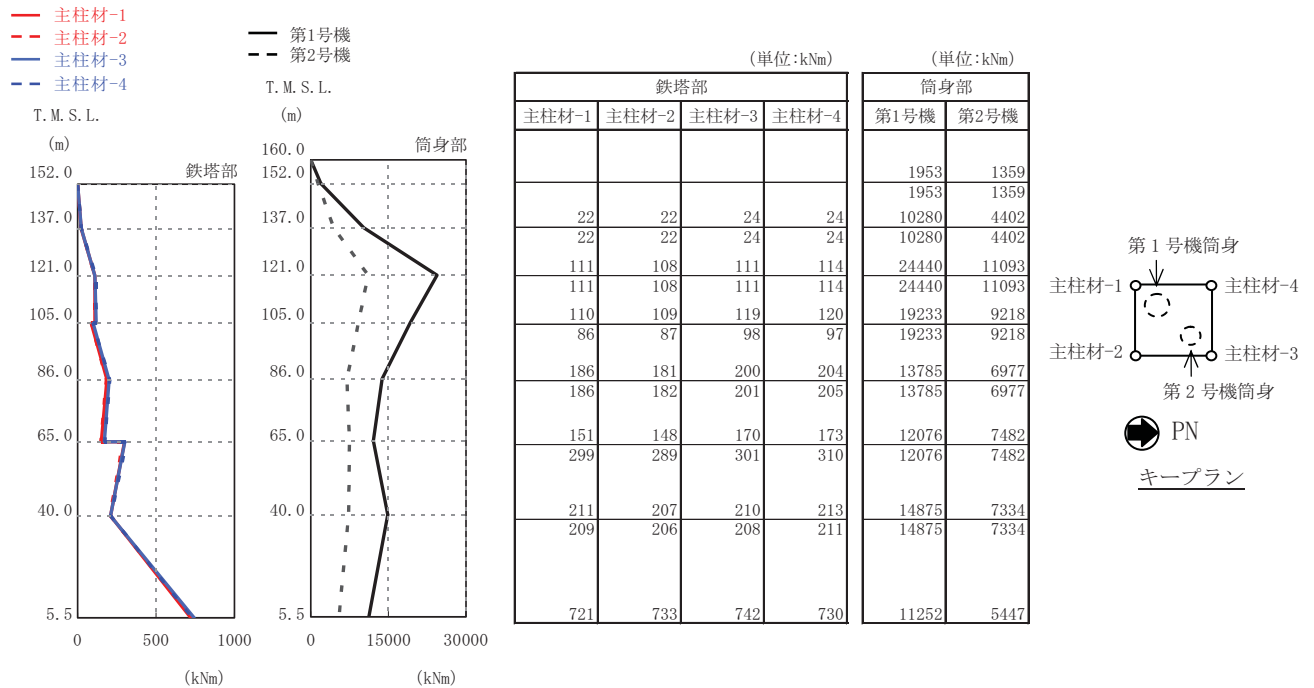 主柱材-1
主柱材-2
主柱材-3
主柱材-4
T.M.S.L.
(m)
鉄塔部
152.0
137.0
121.0
105.0
86.0
65.0
40.0
5.5
0 500 1000
(kNm)
第1号機
第2号機
T.M.S.L.
(m)
筒身部
160.0
152.0
137.0
121.0
105.0
86.0
65.0
40.0
5.5
0 15000 30000
(kNm)
(単位:kNm)
鉄塔部
主柱材-1 主柱材-2 主柱材-3 主柱材-4
22 22 24 24
22 22 24 24
111 108 111 114
111 108 111 114
110 109 119 120
86 87 98 97
186 181 200 204
186 182 201 205
151 148 170 173
299 289 301 310
211 207 210 213
209 206 208 211
721 733 742 730
(単位:kNm)
筒身部
第1号機 第2号機
1953 1359
1953 1359
10280 4402
10280 4402
24440 11093
24440 11093
19233 9218
19233 9218
13785 6977
13785 6977
12076 7482
12076 7482
14875 7334
14875 7334
11252 5447
第1号機筒身
主柱材-1 主柱材-4
主柱材-2 主柱材-3
第2号機筒身
PN
キープラン